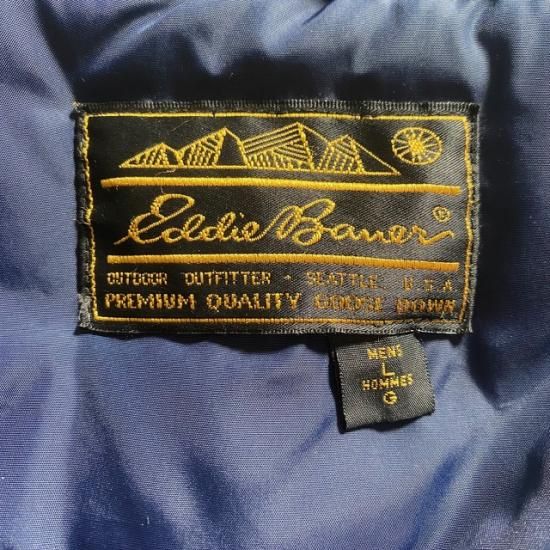 Eddie Bauer®
OUTDOOR OUTFITTER - SEATTLE, U.S.A
PREMIUM QUALITY GOOSE DOWN
MENS
L
HOMMES
G